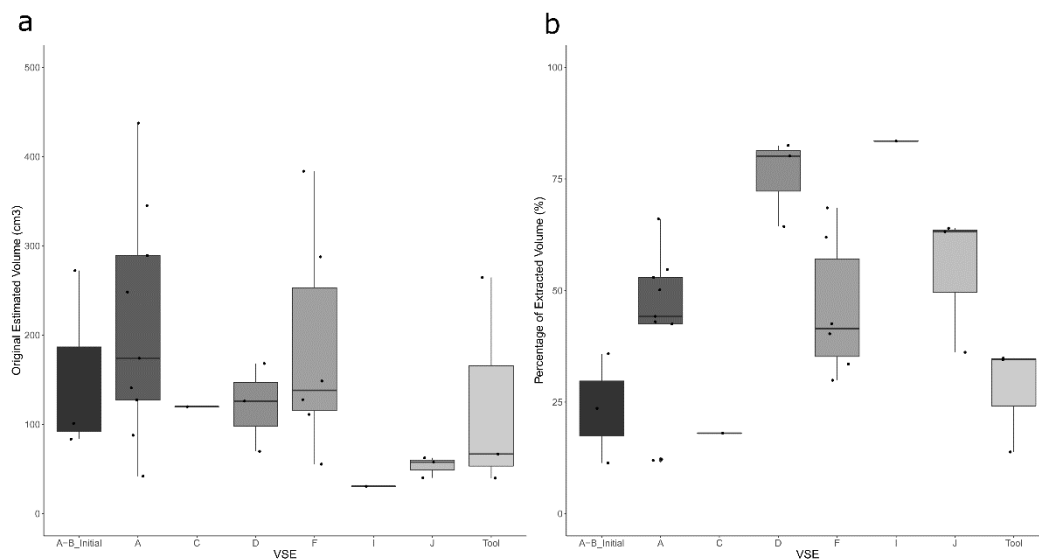 a
Original Estimated Volume (cm3)
500
400
300
200
100
0
A-B_Initial A C D F I J Tool
VSE
b
Percentage of Extracted Volume (%)
100
75
50
25
0
A-B_Initial A C D F I J Tool
VSE